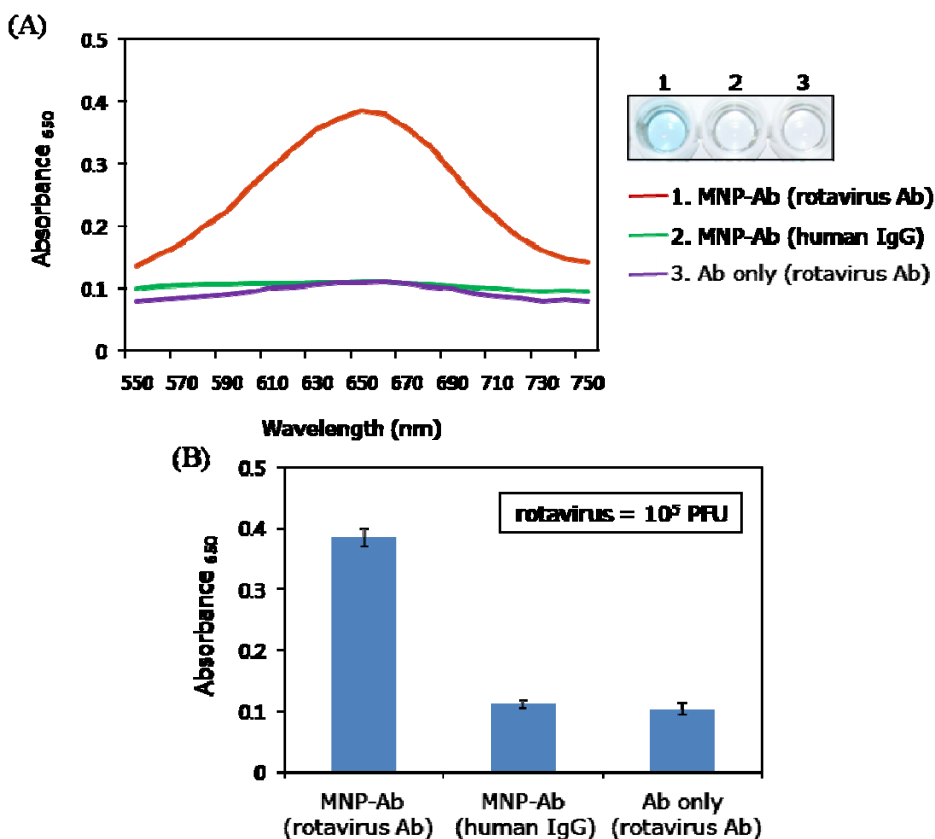 (A)
0.5
0.4
0.3
0.2
0.1
0
Absorbance 650
550 570 590 610 630 650 670 690 710 730 750
Wavelength (nm)
1 2 3
1. MNP-Ab (rotavirus Ab)
2. MNP-Ab (human IgG)
3. Ab only (rotavirus Ab)
(B)
0.5
0.4
0.3
0.2
0.1
0
Absorbance 650
rotavirus = 10⁵ PFU
MNP-Ab MNP-Ab Ab only
(rotavirus Ab) (human IgG) (rotavirus Ab)